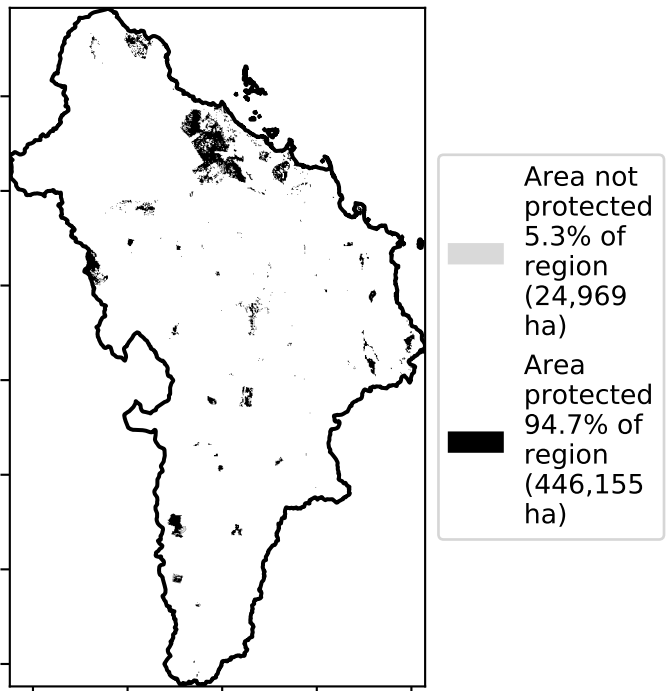 Area not
protected
5.3% of
region
(24,969
ha)
Area
protected
94.7% of
region
(446,155
ha)